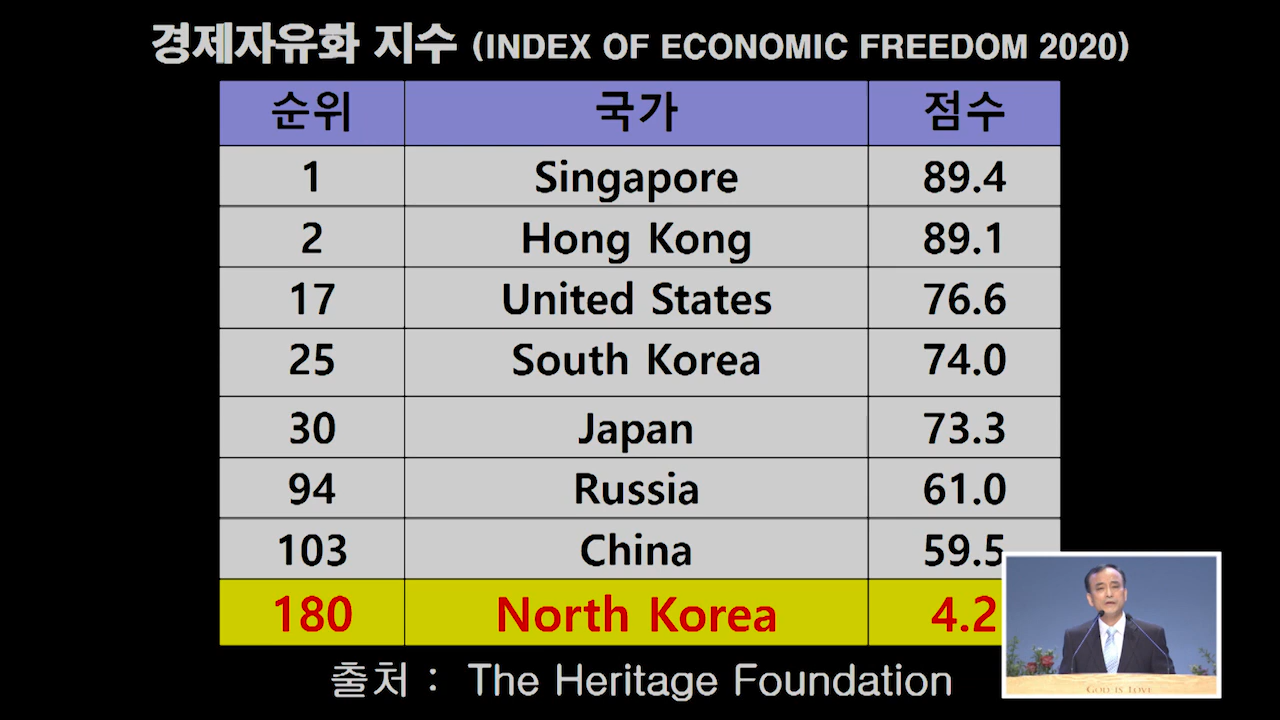 경제자유화 지수 (INDEX OF ECONOMIC FREEDOM 2020)
순위 국가 점수
1 Singapore 89.4
2 Hong Kong 89.1
17 United States 76.6
25 South Korea 74.0
30 Japan 73.3
94 Russia 61.0
103 China 59.5
180 North Korea 4.2
출처 : The Heritage Foundation
GOD IS LOVE